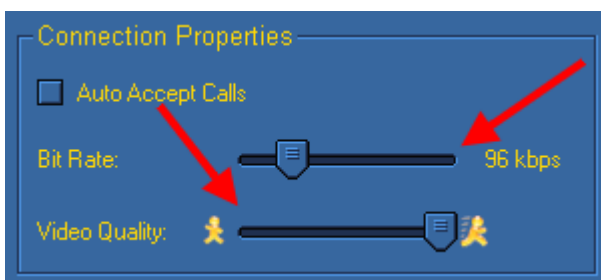 Connection Properties
Auto Accept Calls
Bit Rate: 96 kbps
Video Quality: